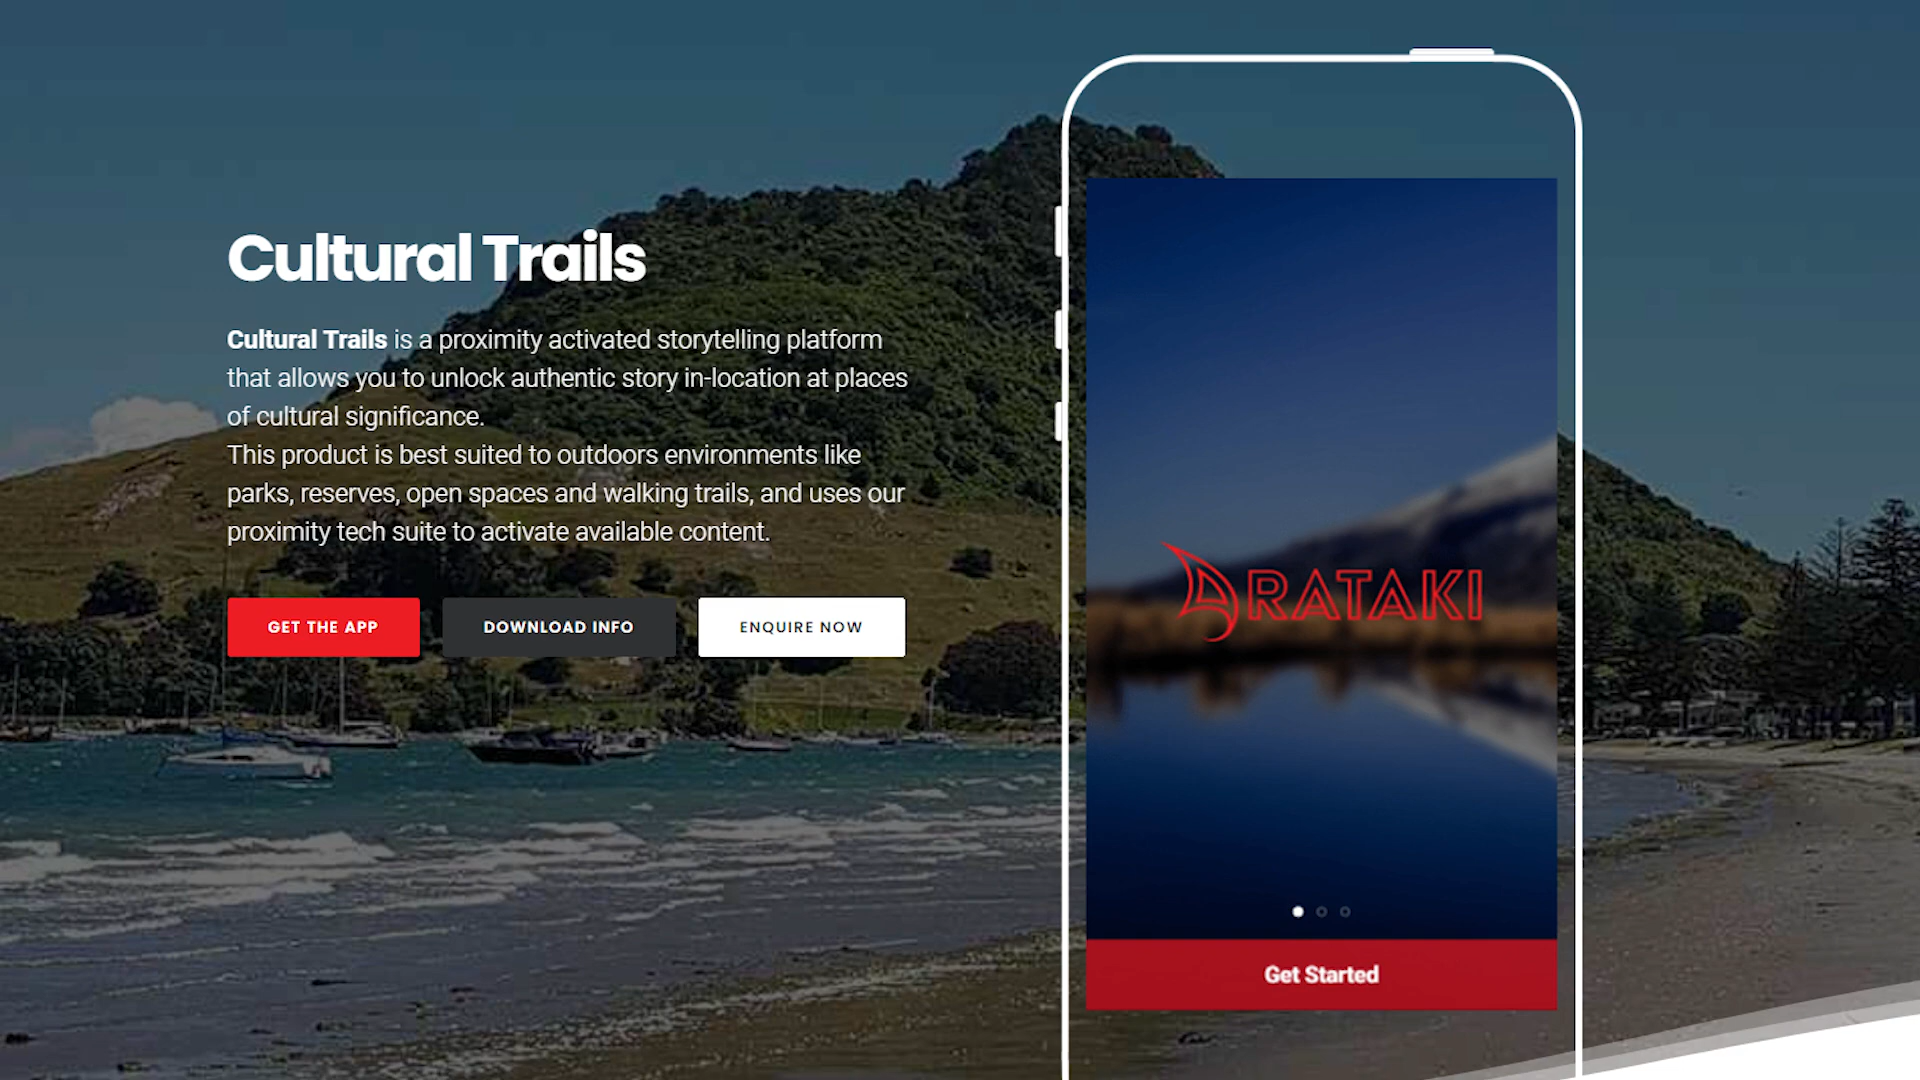 Cultural Trails
Cultural Trails is a proximity activated storytelling platform
that allows you to unlock authentic story in-location at places
of cultural significance.
This product is best suited to outdoors environments like
parks, reserves, open spaces and walking trails, and uses our
proximity tech suite to activate available content.
GET THE APP
DOWNLOAD INFO
ENQUIRE NOW
ARATAKI
Get Started